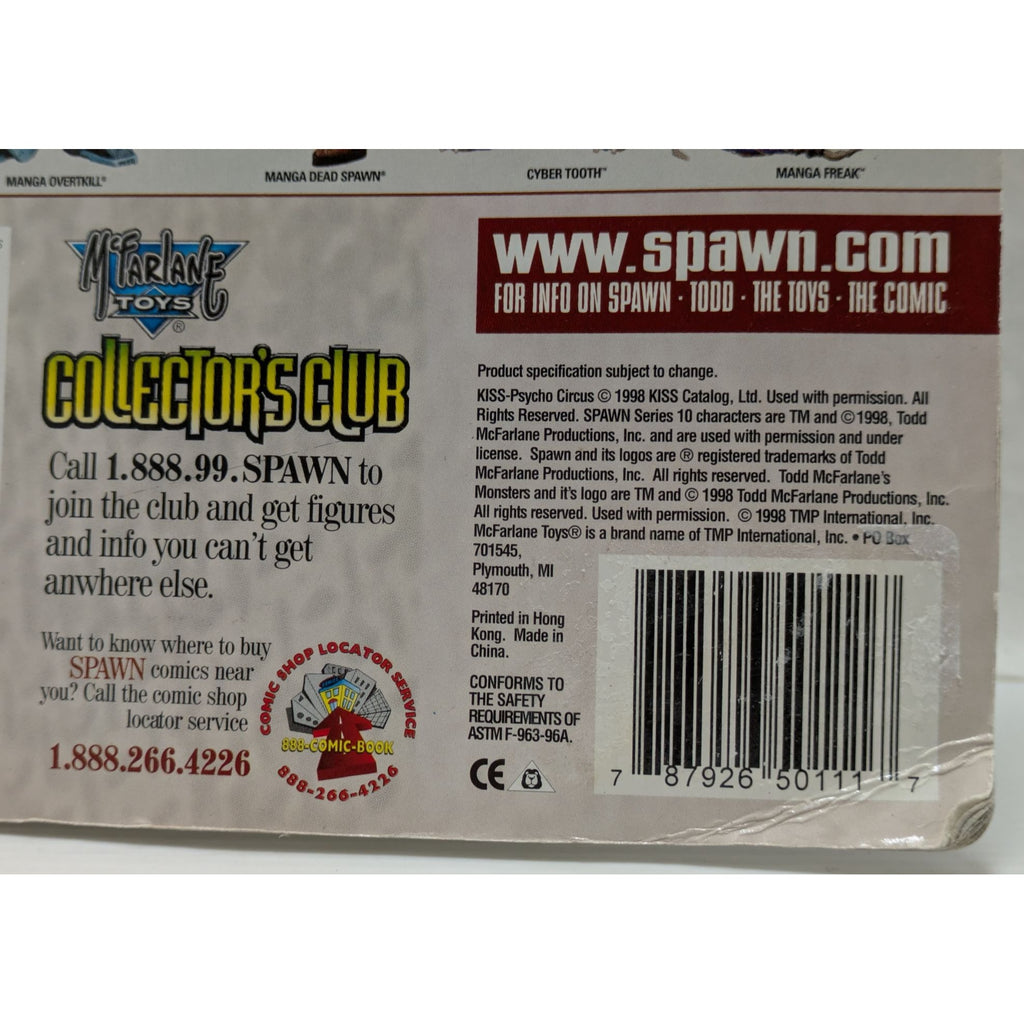 MANGA OVERTKILL®
MANGA DEAD SPAWN®
CYBER TOOTH™
MANGA FREAK™
McFARLANE
TOYS®
COLLECTOR'S CLUB
Call 1.888.99.SPAWN to
join the club and get figures
and info you can't get
anwhere else.
Want to know where to buy
SPAWN comics near
you? Call the comic shop
locator service
1.888.266.4226
COMIC SHOP LOCATOR SERVICE
888-COMIC-BOOK
888-266-4226
www.spawn.com
FOR INFO ON SPAWN · TODD · THE TOYS · THE COMIC
Product specification subject to change.
KISS-Psycho Circus © 1998 KISS Catalog, Ltd. Used with permission. All
Rights Reserved. SPAWN Series 10 characters are TM and ©1998, Todd
McFarlane Productions, Inc. and are used with permission and under
license. Spawn and its logos are ® registered trademarks of Todd
McFarlane Productions, Inc. All rights reserved. Todd McFarlane's
Monsters and it's logo are TM and © 1998 Todd McFarlane Productions, Inc.
All rights reserved. Used with permission. © 1998 TMP International, Inc.
McFarlane Toys® is a brand name of TMP International, Inc. • PO Box
701545,
Plymouth, MI
48170
Printed in Hong
Kong. Made in
China.
CONFORMS TO
THE SAFETY
REQUIREMENTS OF
ASTM F-963-96A.
CE
7 87926 50111 7